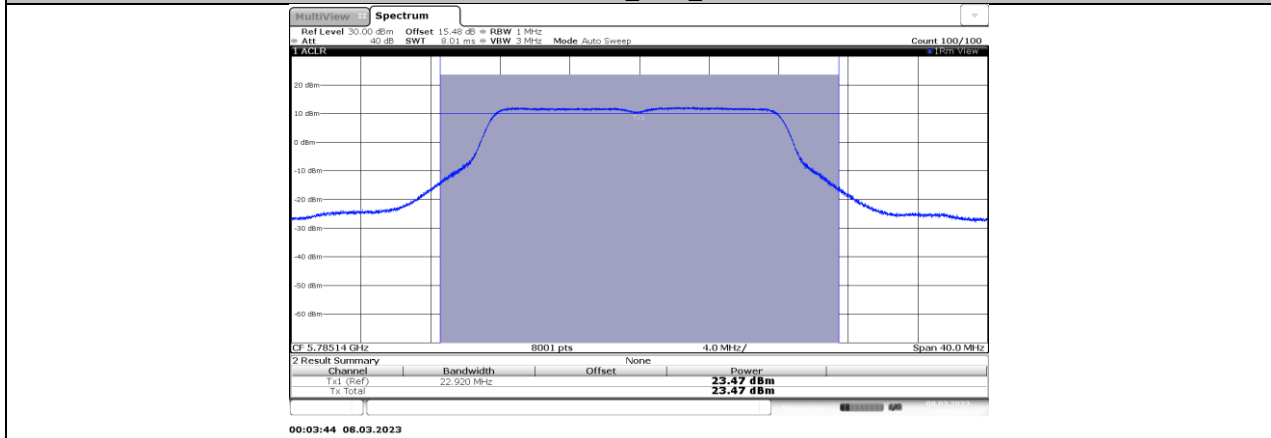 MultiView Spectrum
Ref Level 30.00 dBm Offset 15.48 dB RBW 1 MHz
Att 40 dB SWT 8.01 ms VBW 3 MHz Mode Auto Sweep Count 100/100
1 ACLR 1Rm View
20 dBm
10 dBm
0 dBm
-10 dBm
-20 dBm
-30 dBm
-40 dBm
-50 dBm
-60 dBm
CF 5.78514 GHz 8001 pts 4.0 MHz/ Span 40.0 MHz
2 Result Summary None
Channel Bandwidth Offset Power
Tx1 (Ref) 22.920 MHz 23.47 dBm
Tx Total 23.47 dBm
00:03:44 08.03.2023